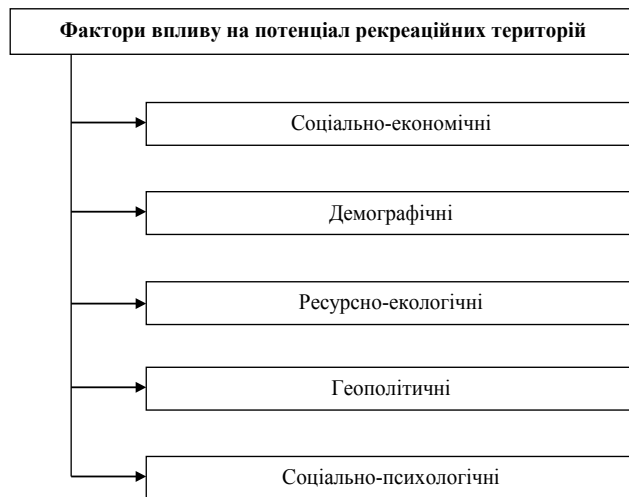 Фактори впливу на потенціал рекреаційних територій
Соціально-економічні
Демографічні
Ресурсно-екологічні
Геополітичні
Соціально-психологічні